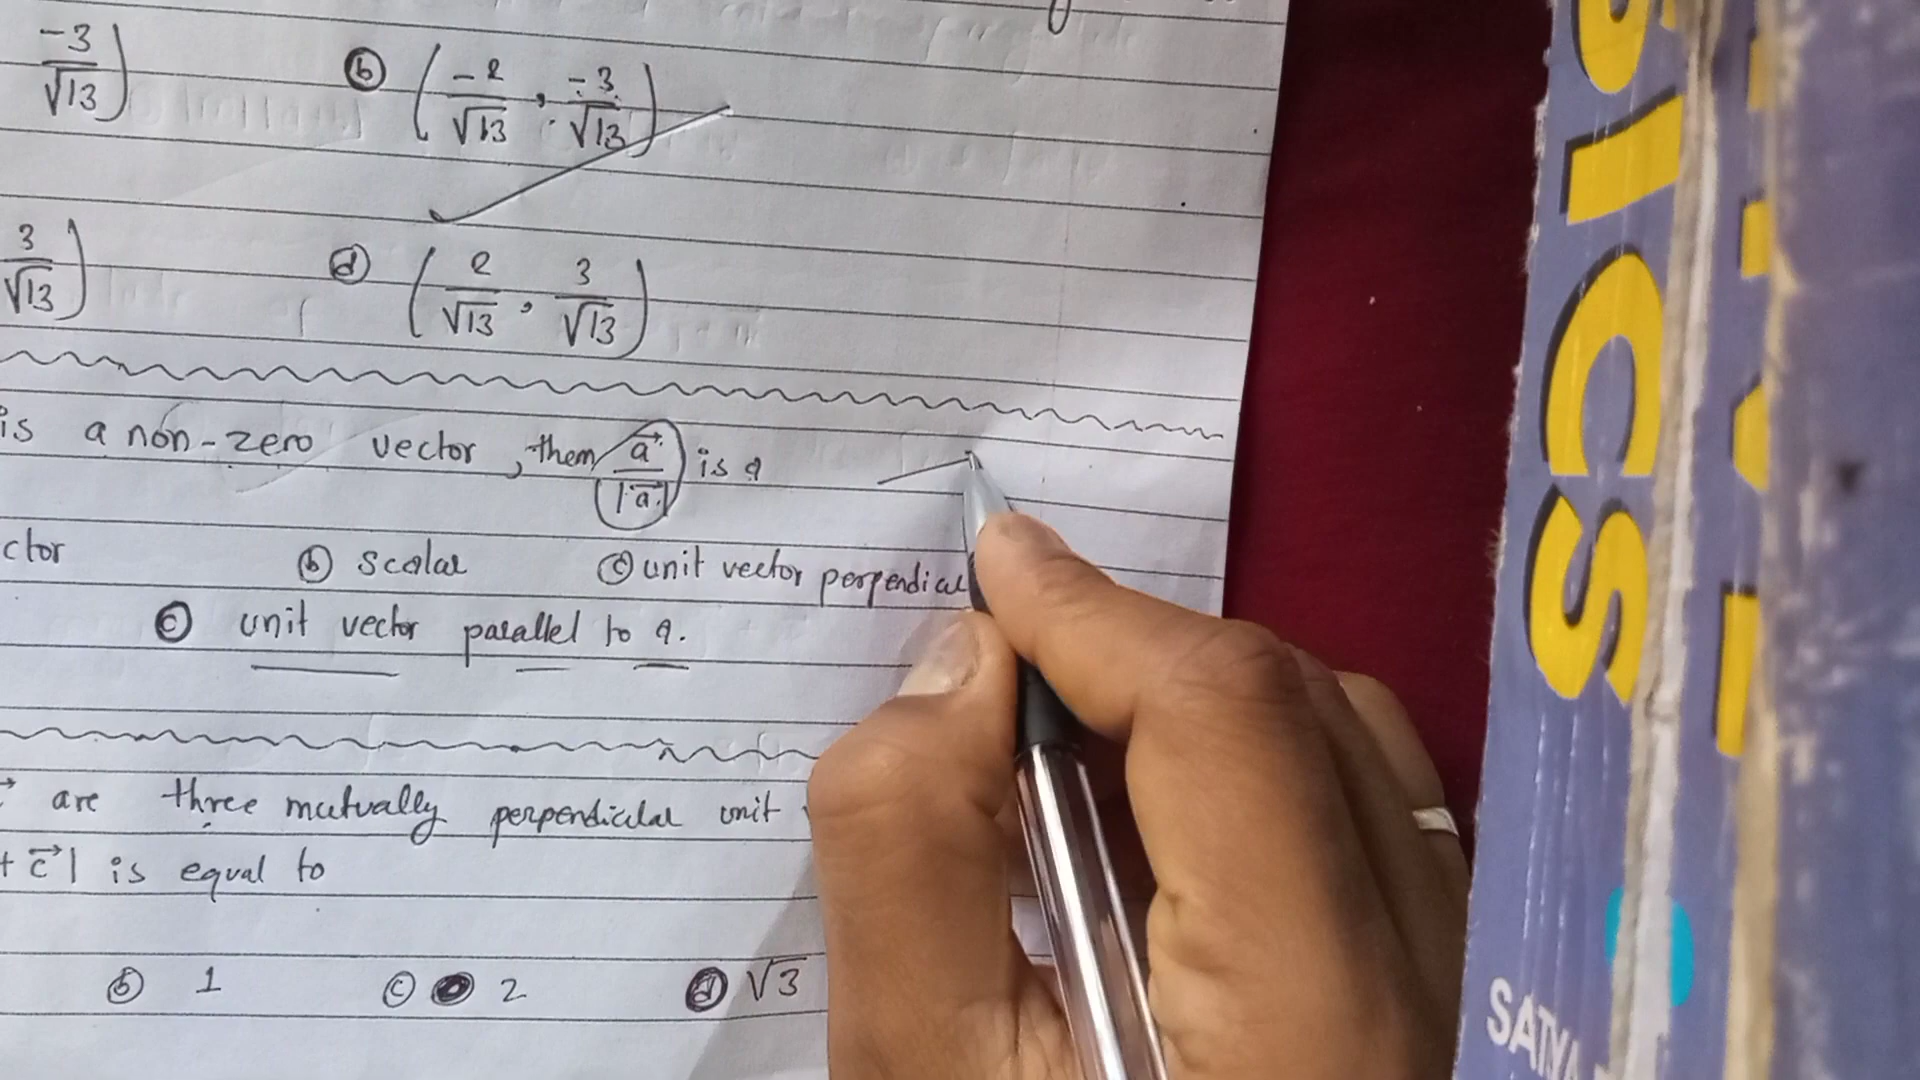 -3/√13) ⓑ (-2/√13, -3/√13)
3/√13) ⓓ (2/√13, 3/√13)
is a non-zero vector, then a⃗/|a⃗| is a
ctor ⓑ scalar ⓒ unit vector perpendicul
ⓒ unit vector parallel to a.
are three mutually perpendicular unit
+ c⃗| is equal to
ⓑ 1 ⓒ 2 ⓓ √3
SICS
SATYA